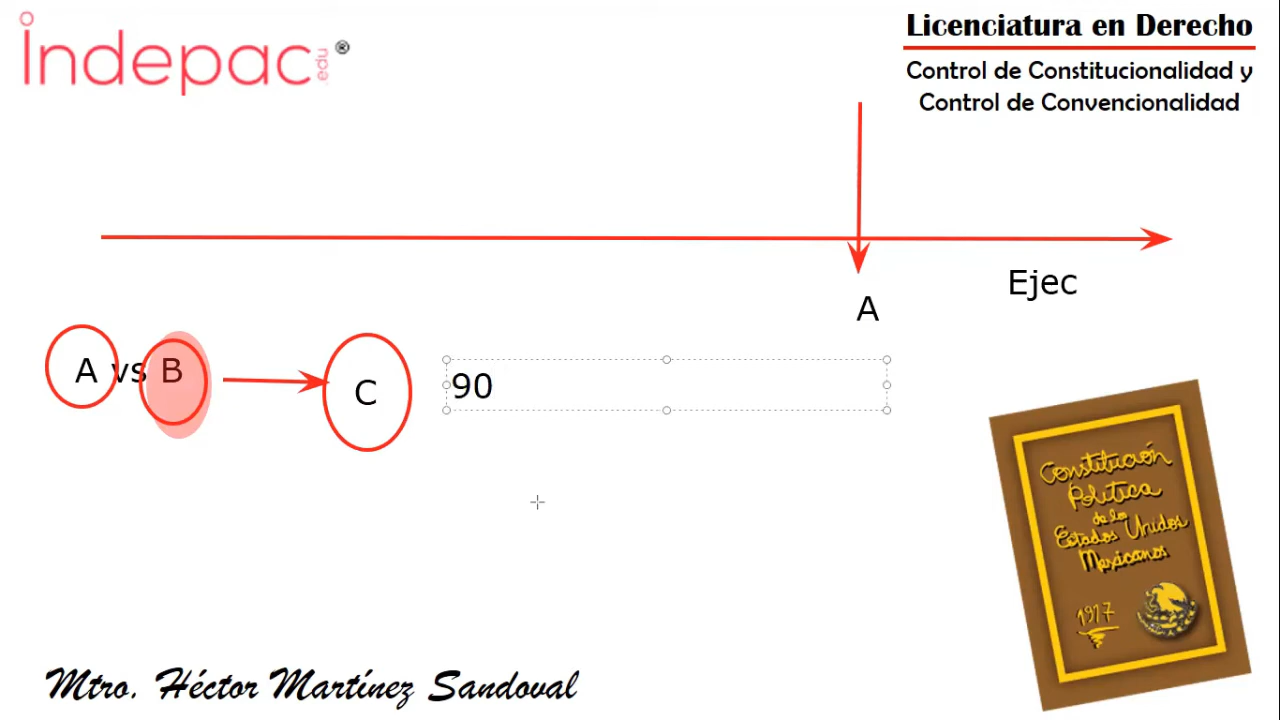 indepac.edu ®
Licenciatura en Derecho
Control de Constitucionalidad y
Control de Convencionalidad
Ejec
A
A vs B
C
90
Constitución
Política
de los
Estados Unidos
Mexicanos
1917
Mtro. Héctor Martínez Sandoval